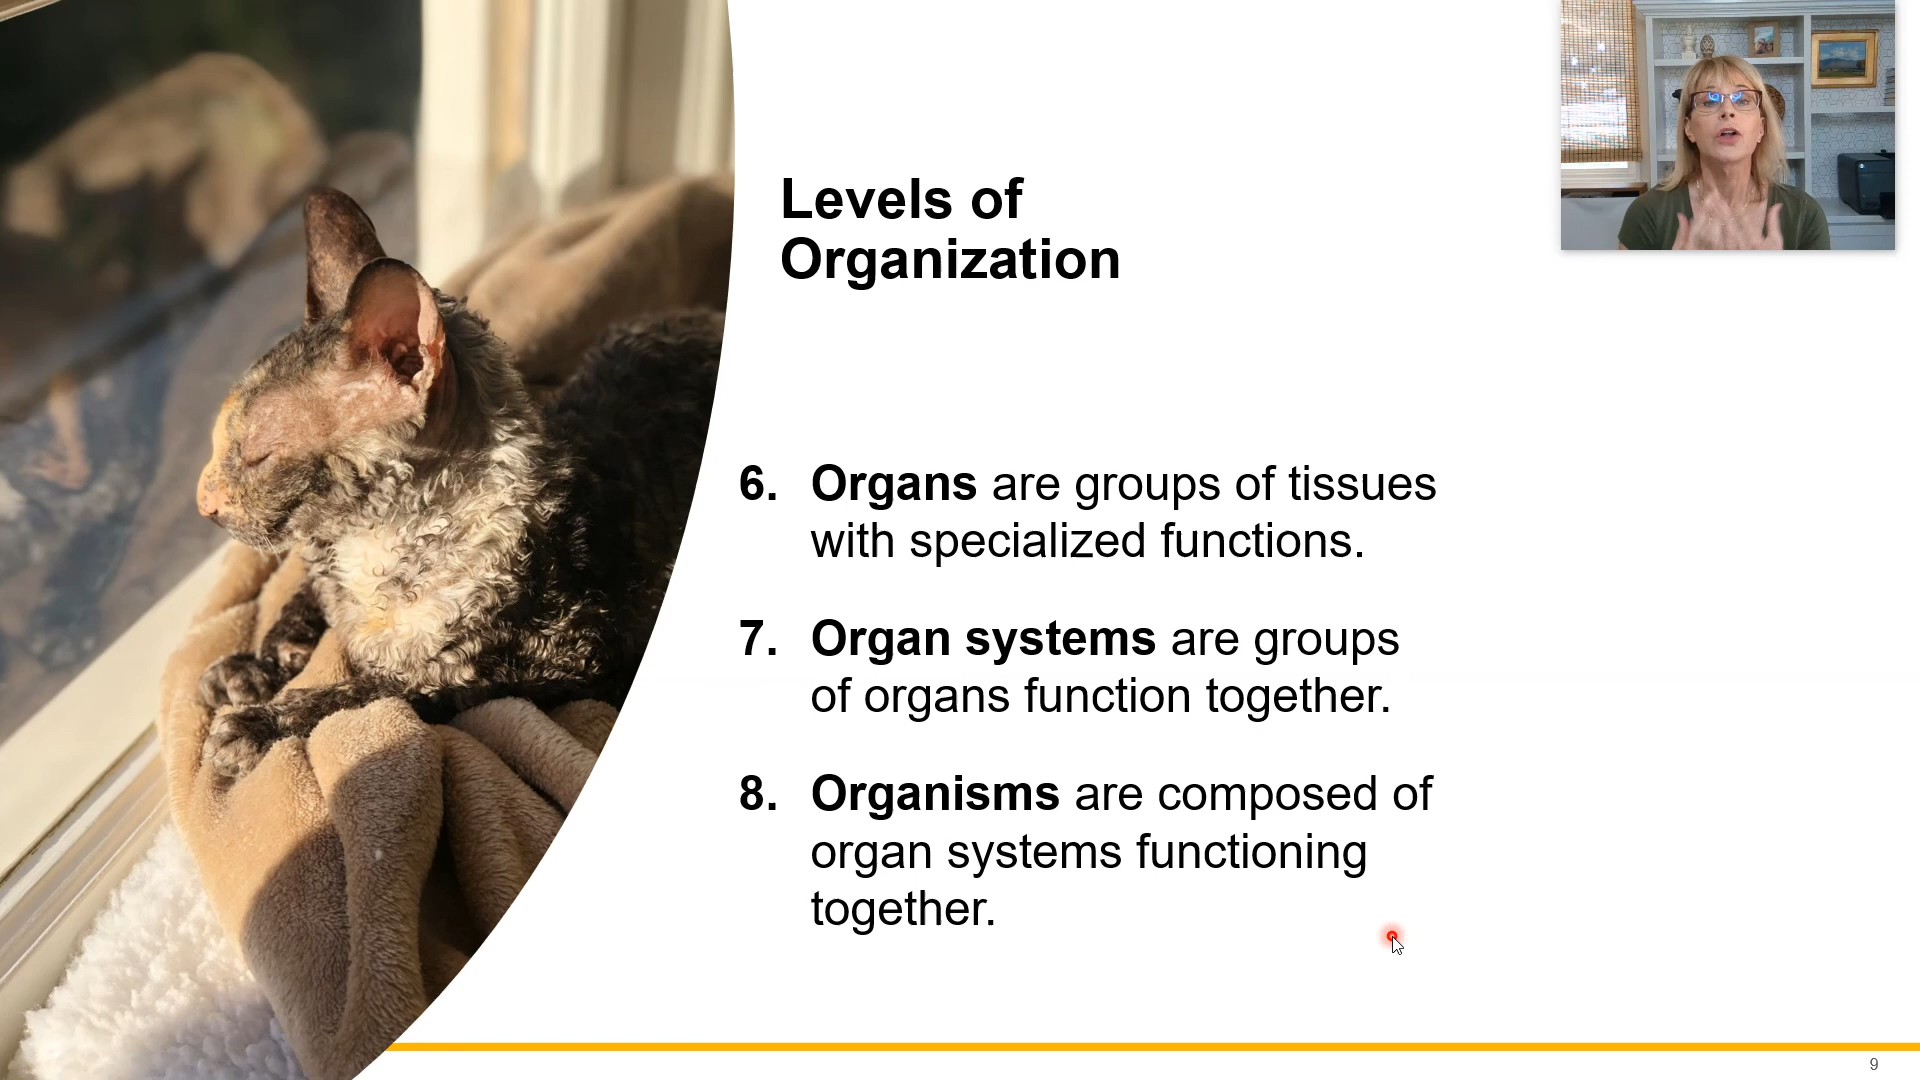 Levels of
Organization
6. Organs are groups of tissues
with specialized functions.
7. Organ systems are groups
of organs function together.
8. Organisms are composed of
organ systems functioning
together.
9